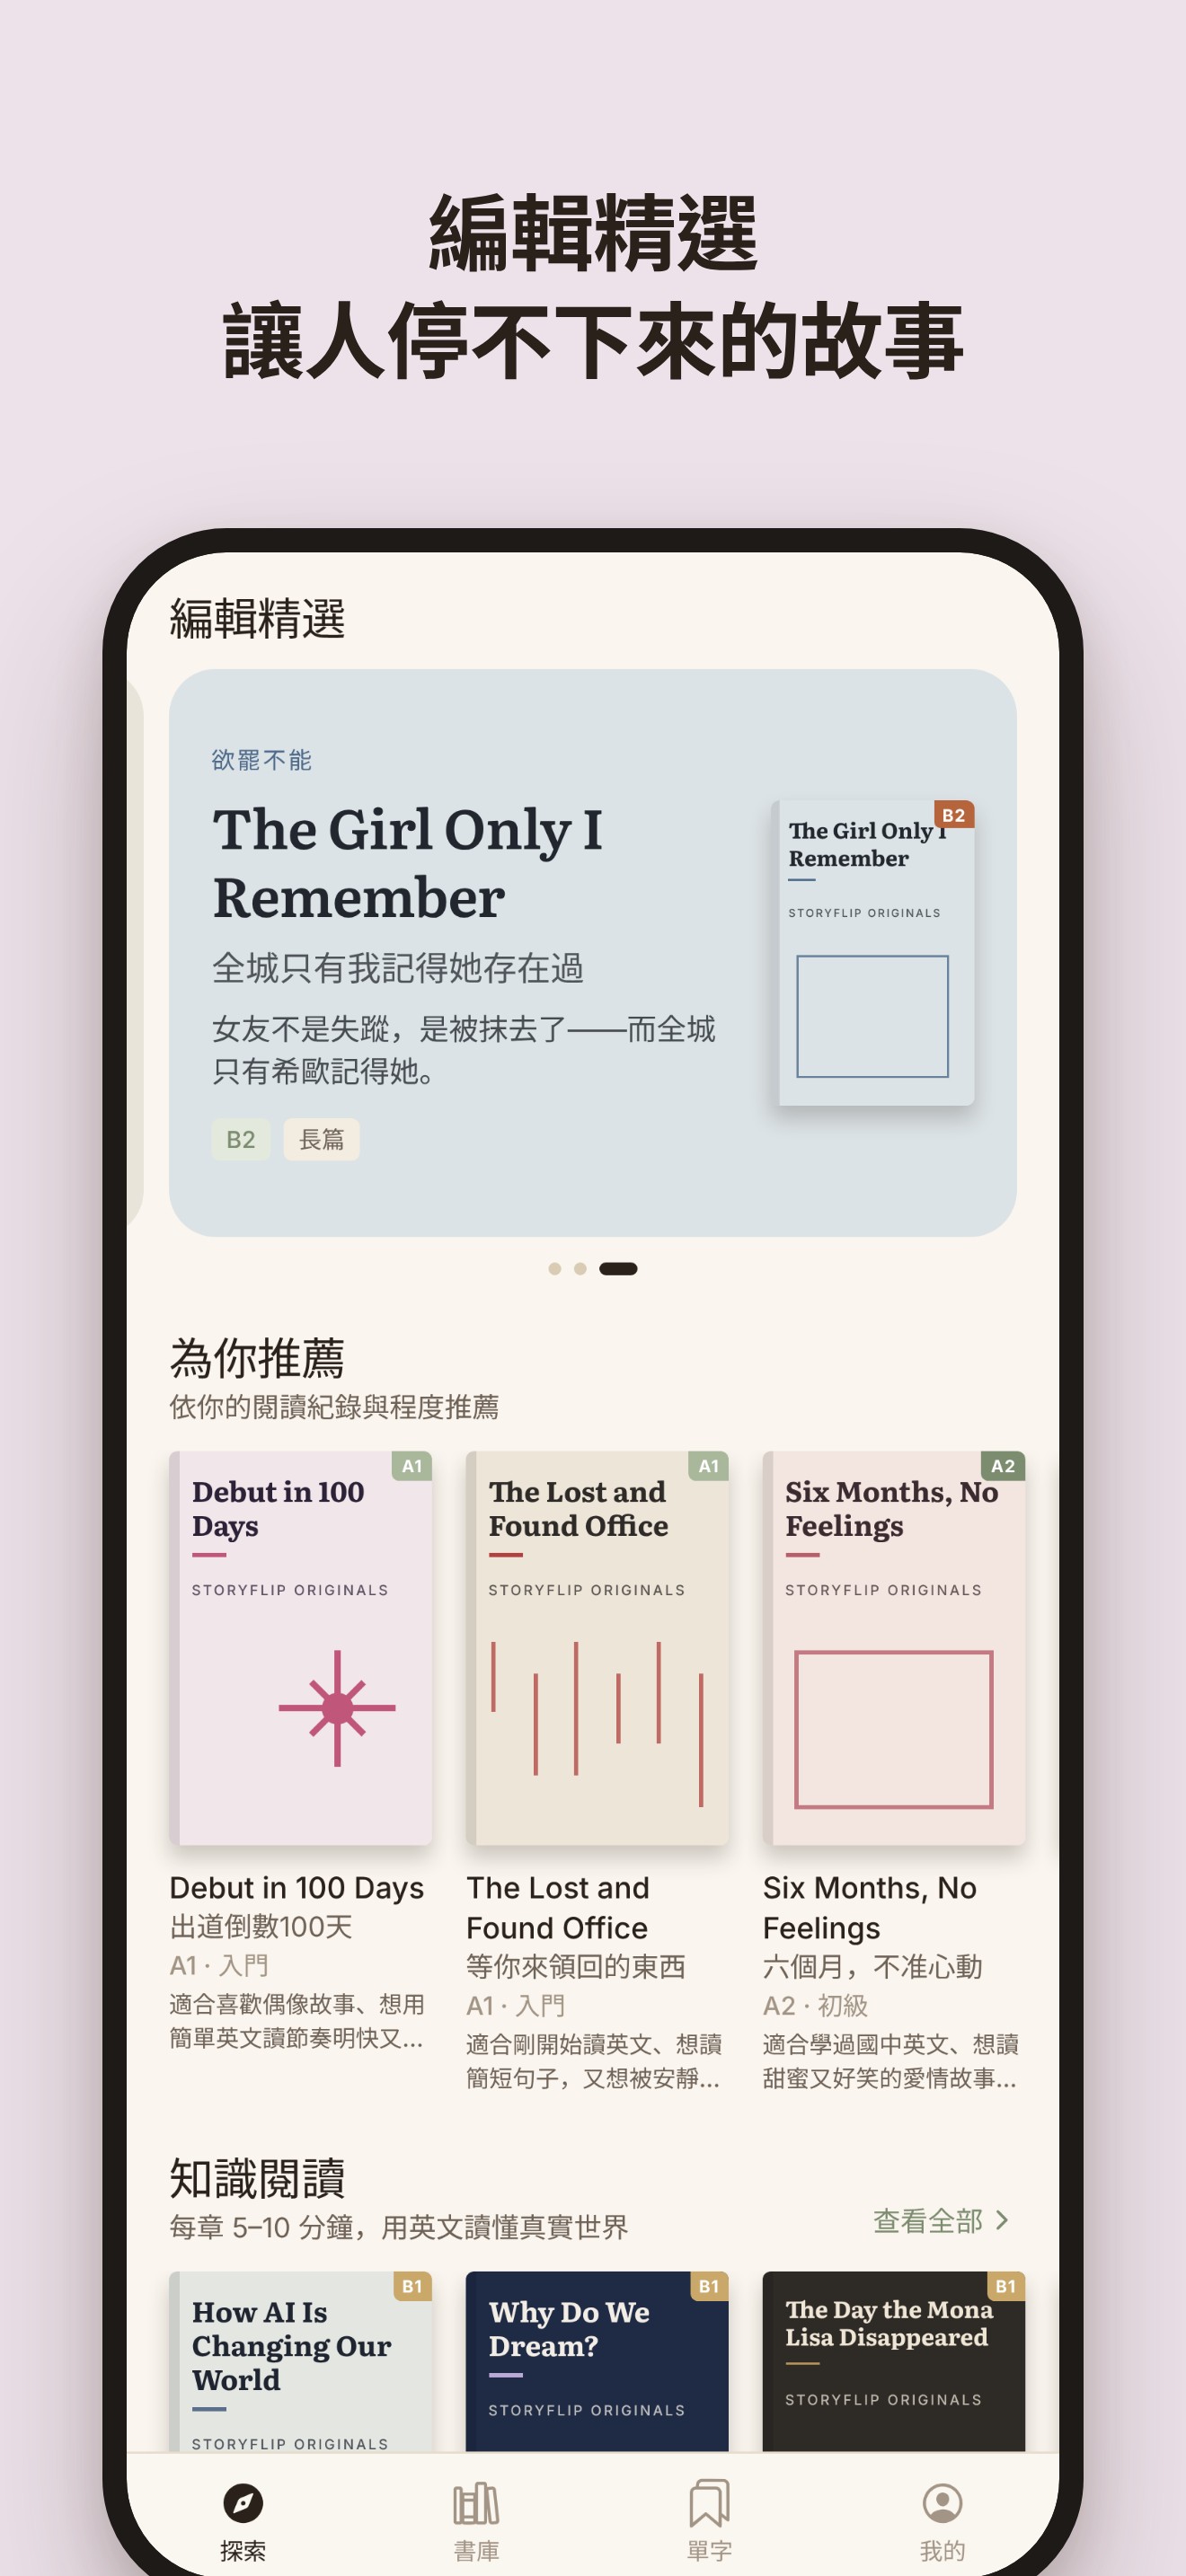 編輯精選
讓人停不下來的故事
編輯精選
欲罷不能
The Girl Only I
Remember
全城只有我記得她存在過
女友不是失蹤，是被抹去了——而全城
只有希歐記得她。
B2
長篇
B2
The Girl Only I
Remember
STORYFLIP ORIGINALS
為你推薦
依你的閱讀紀錄與程度推薦
A1
Debut in 100
Days
STORYFLIP ORIGINALS
Debut in 100 Days
出道倒數100天
A1 · 入門
適合喜歡偶像故事、想用
簡單英文讀節奏明快又...
A1
The Lost and
Found Office
STORYFLIP ORIGINALS
The Lost and
Found Office
等你來領回的東西
A1 · 入門
適合剛開始讀英文、想讀
簡短句子，又想被安靜...
A2
Six Months, No
Feelings
STORYFLIP ORIGINALS
Six Months, No
Feelings
六個月，不准心動
A2 · 初級
適合學過國中英文、想讀
甜蜜又好笑的愛情故事...
知識閱讀
每章 5–10 分鐘，用英文讀懂真實世界
查看全部
B1
How AI Is
Changing Our
World
STORYFLIP ORIGINALS
B1
Why Do We
Dream?
STORYFLIP ORIGINALS
B1
The Day the Mona
Lisa Disappeared
STORYFLIP ORIGINALS
探索
書庫
單字
我的